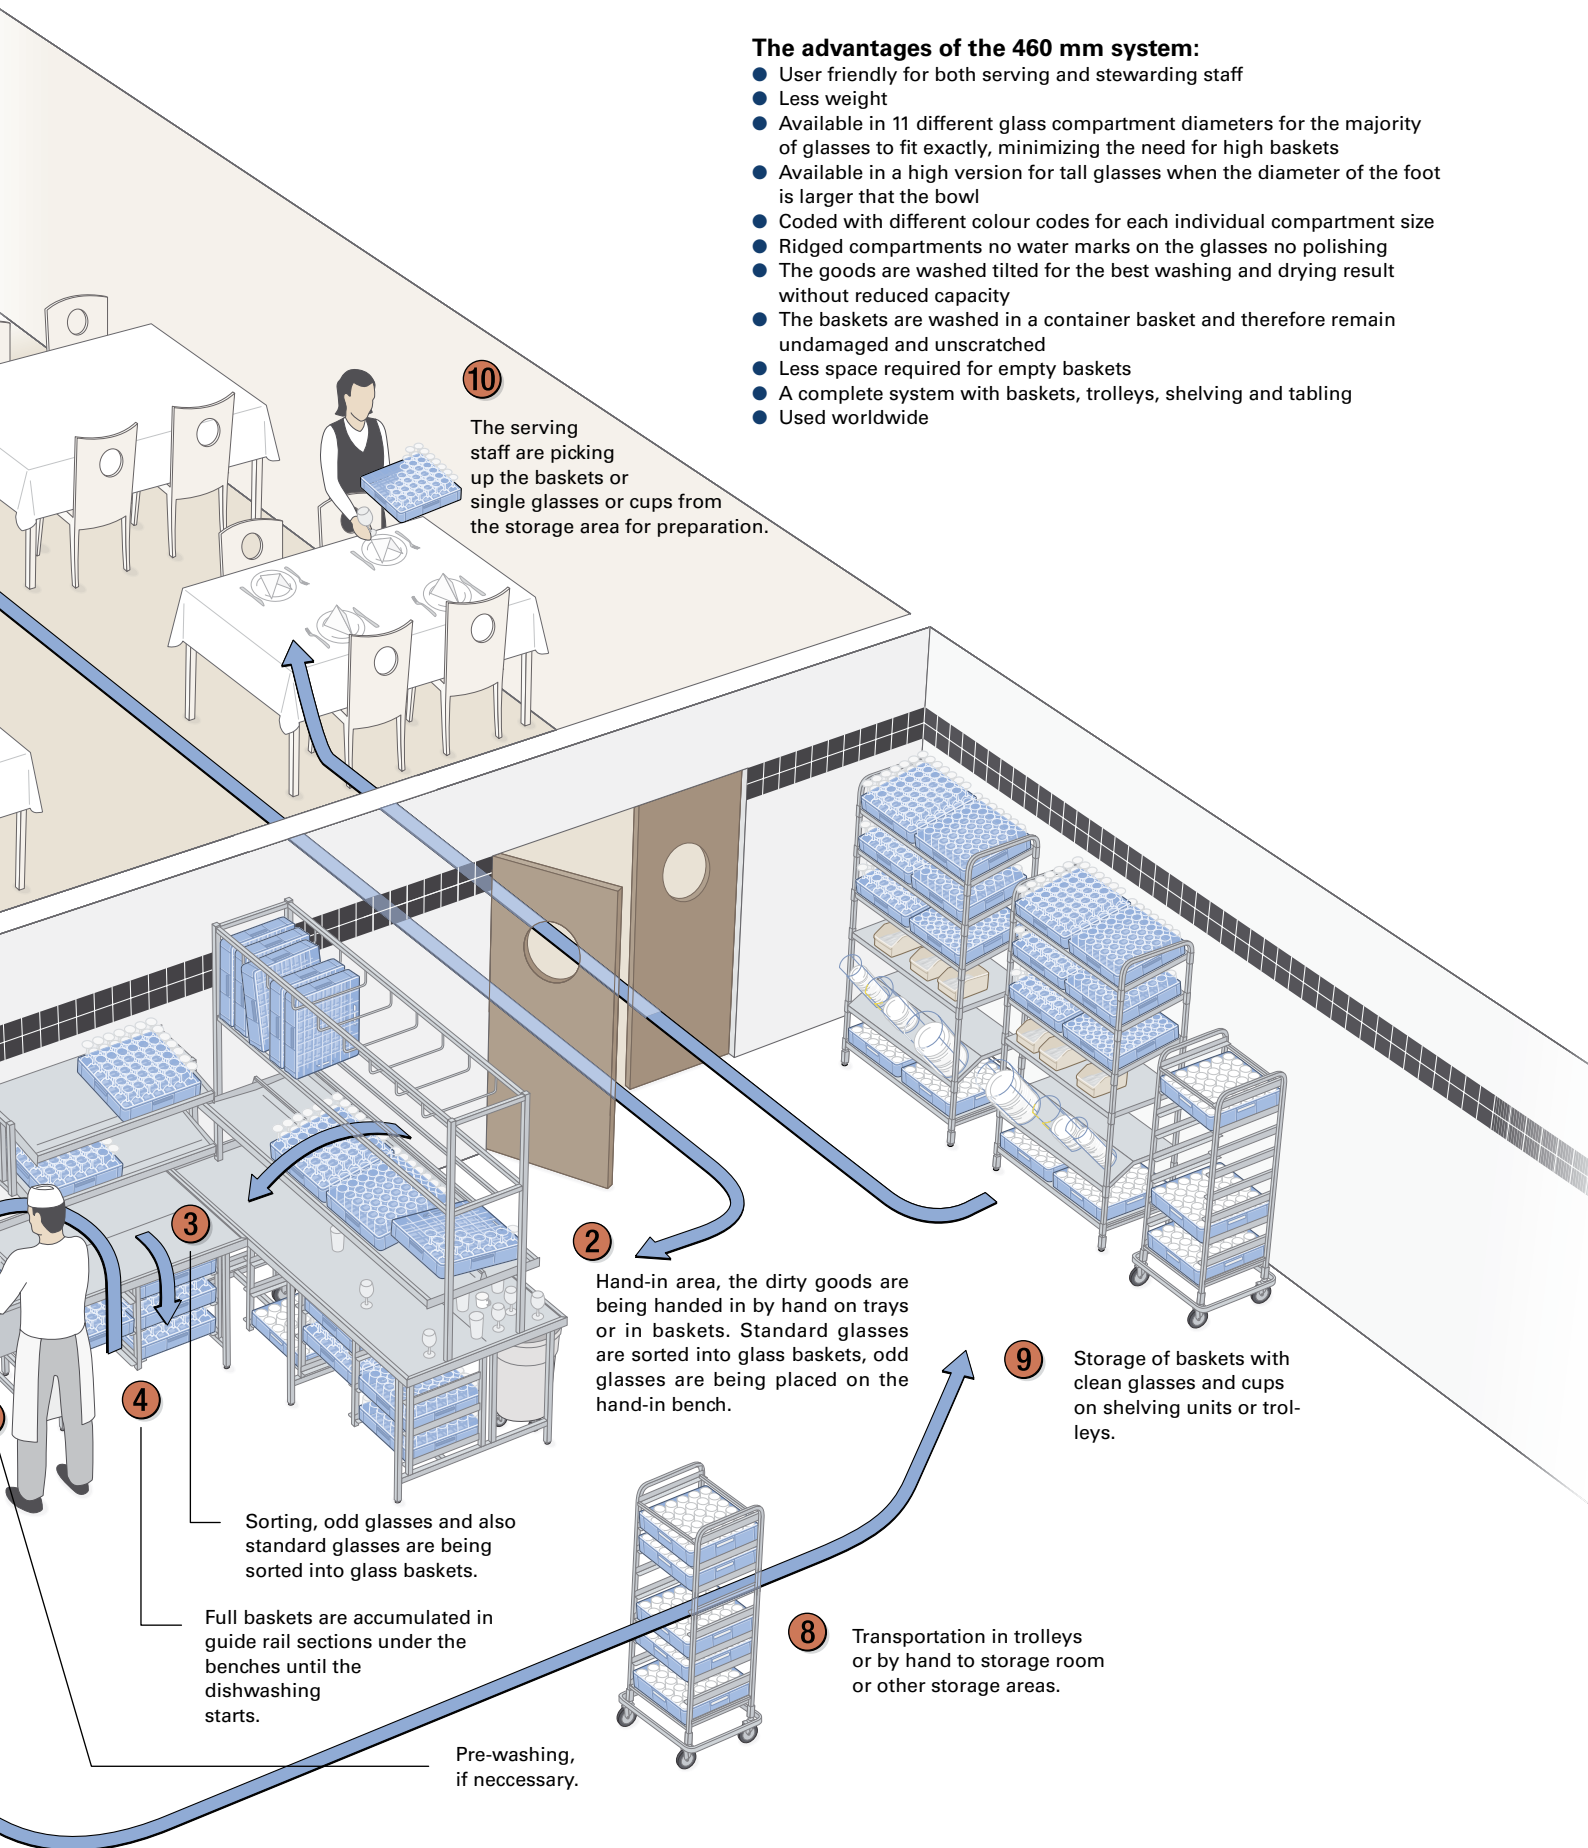 The advantages of the 460 mm system:
● User friendly for both serving and stewarding staff
● Less weight
● Available in 11 different glass compartment diameters for the majority
of glasses to fit exactly, minimizing the need for high baskets
● Available in a high version for tall glasses when the diameter of the foot
is larger that the bowl
● Coded with different colour codes for each individual compartment size
● Ridged compartments no water marks on the glasses no polishing
● The goods are washed tilted for the best washing and drying result
without reduced capacity
● The baskets are washed in a container basket and therefore remain
undamaged and unscratched
● Less space required for empty baskets
● A complete system with baskets, trolleys, shelving and tabling
● Used worldwide
10
The serving
staff are picking
up the baskets or
single glasses or cups from
the storage area for preparation.
3
2
Hand-in area, the dirty goods are
being handed in by hand on trays
or in baskets. Standard glasses
are sorted into glass baskets, odd
glasses are being placed on the
hand-in bench.
9
Storage of baskets with
clean glasses and cups
on shelving units or trol-
leys.
4
Sorting, odd glasses and also
standard glasses are being
sorted into glass baskets.
Full baskets are accumulated in
guide rail sections under the
benches until the
dishwashing
starts.
8
Transportation in trolleys
or by hand to storage room
or other storage areas.
Pre-washing,
if neccessary.